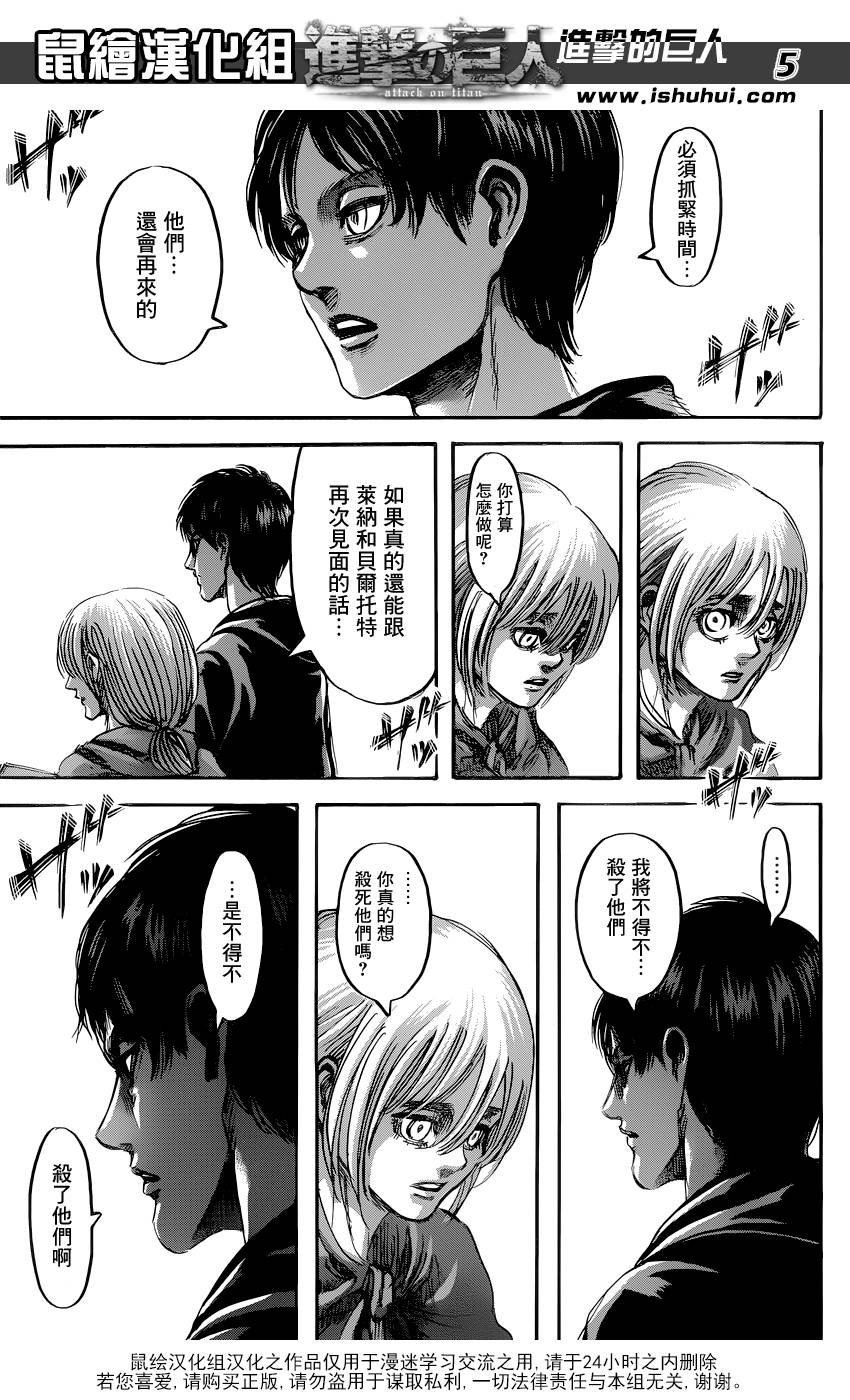 鼠繪漢化組
進撃の巨人
attack on titan
進擊的巨人
5
www.ishuhui.com
必須抓緊時間…
他們…
還會再來的
你打算
怎麼做呢？
如果真的還能跟
萊納和貝爾托特
再次見面的話…
……
我將不得不…
殺了他們
……
你真的想
殺死他們嗎？
…是不得不
殺了他們啊
鼠绘汉化组汉化之作品仅用于漫迷学习交流之用, 请于24小时之内删除
若您喜爱, 请购买正版, 请勿盗用于谋取私利, 一切法律责任与本组无关, 谢谢。